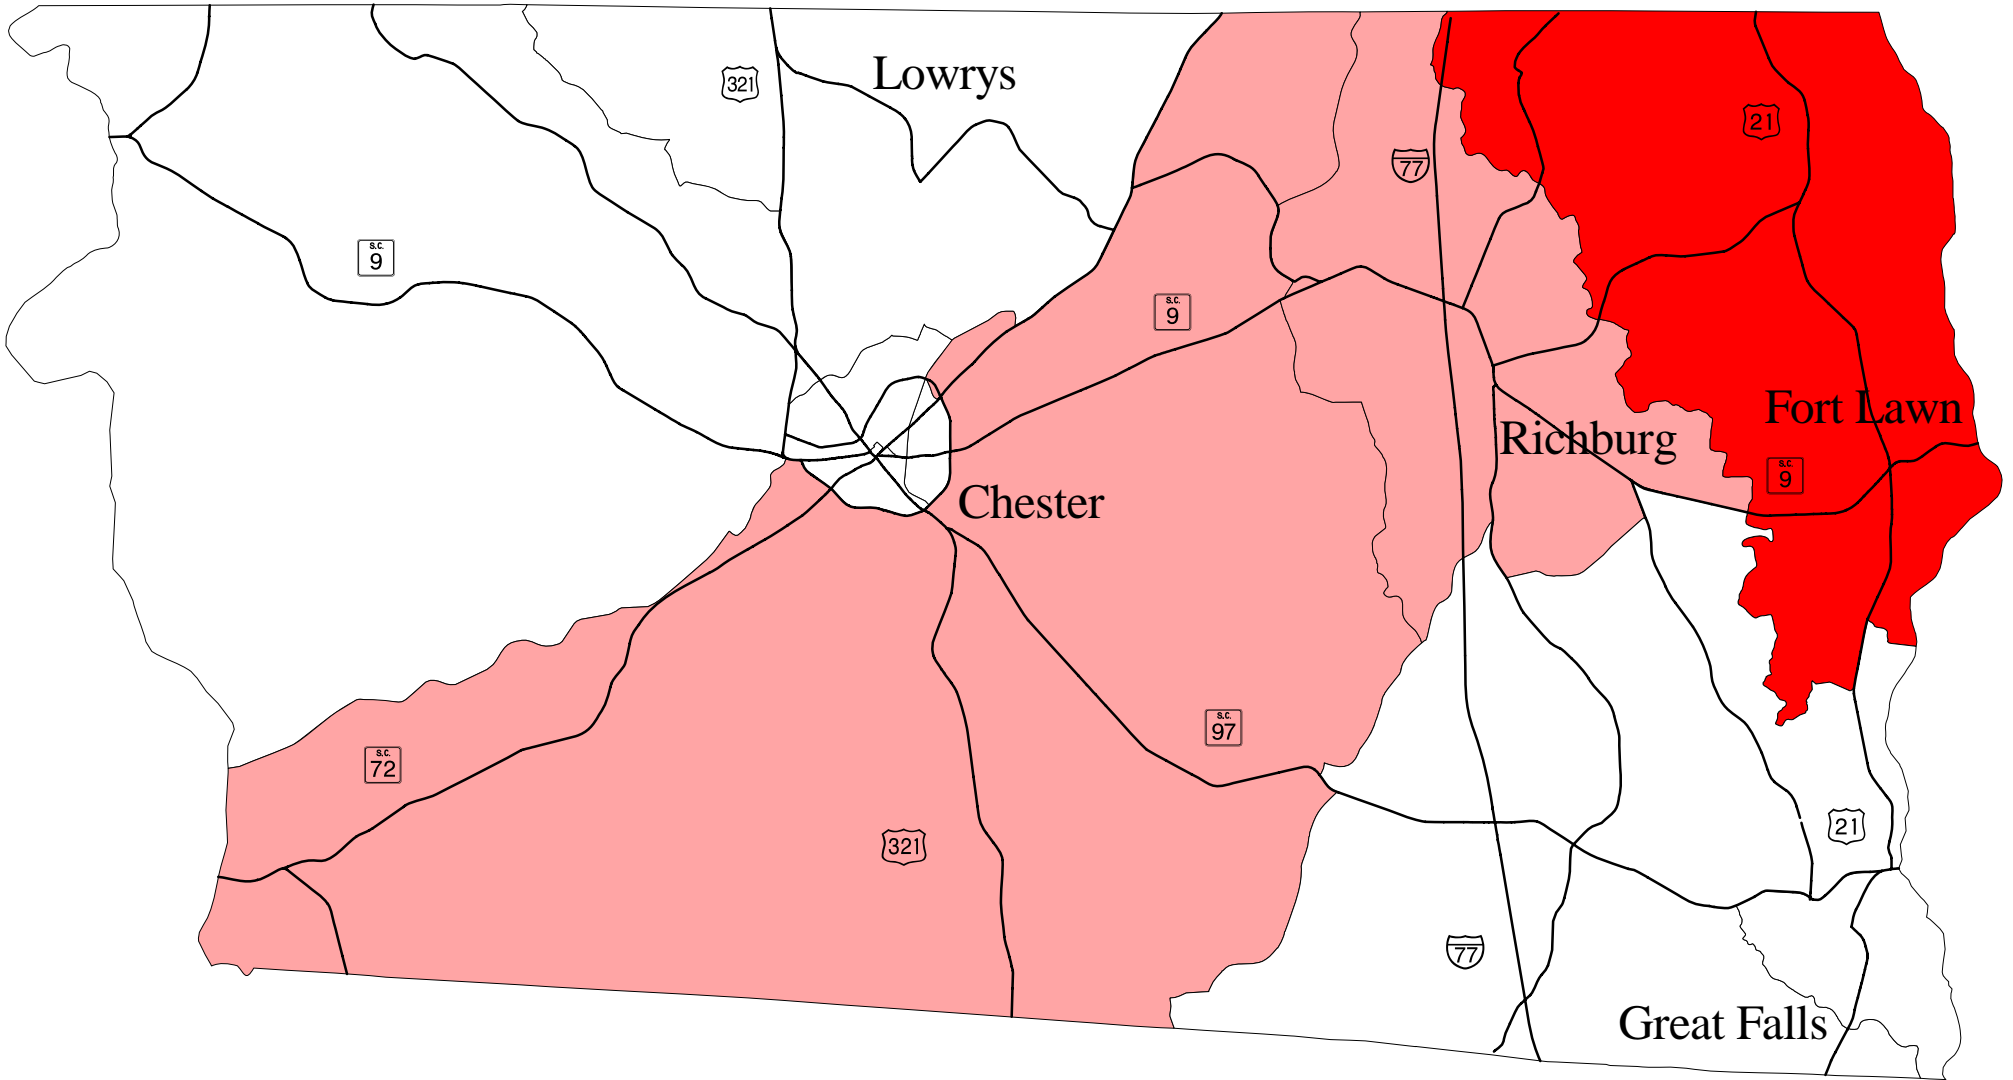 Lowrys
321
21
77
S.C.
9
S.C.
9
Fort Lawn
Richburg
S.C.
9
Chester
S.C.
97
S.C.
72
321
21
77
Great Falls